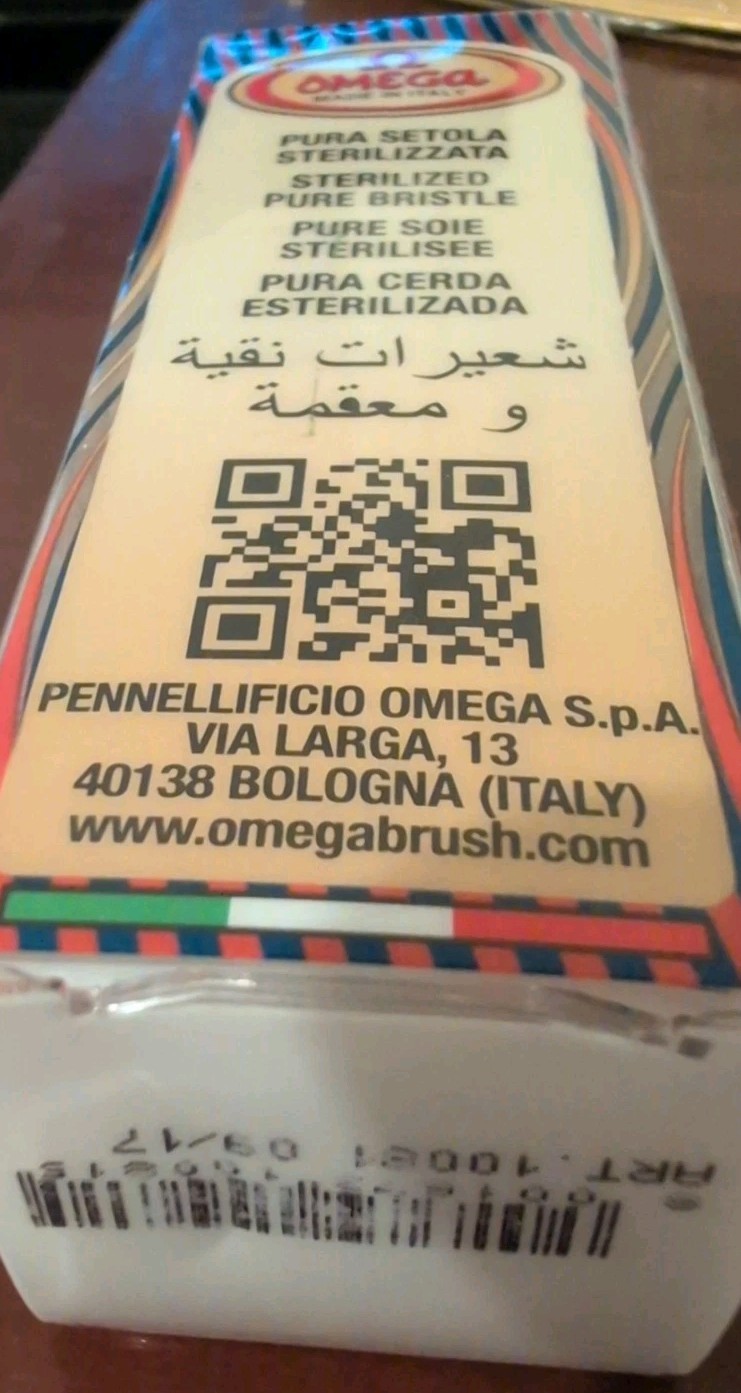 OMEGA
MADE IN ITALY
PURA SETOLA
STERILIZZATA
STERILIZED
PURE BRISTLE
PURE SOIE
STERILISEE
PURA CERDA
ESTERILIZADA
شعيرات نقية
و معقمة
PENNELLIFICIO OMEGA S.p.A.
VIA LARGA, 13
40138 BOLOGNA (ITALY)
www.omegabrush.com
ART. 10081 09/17